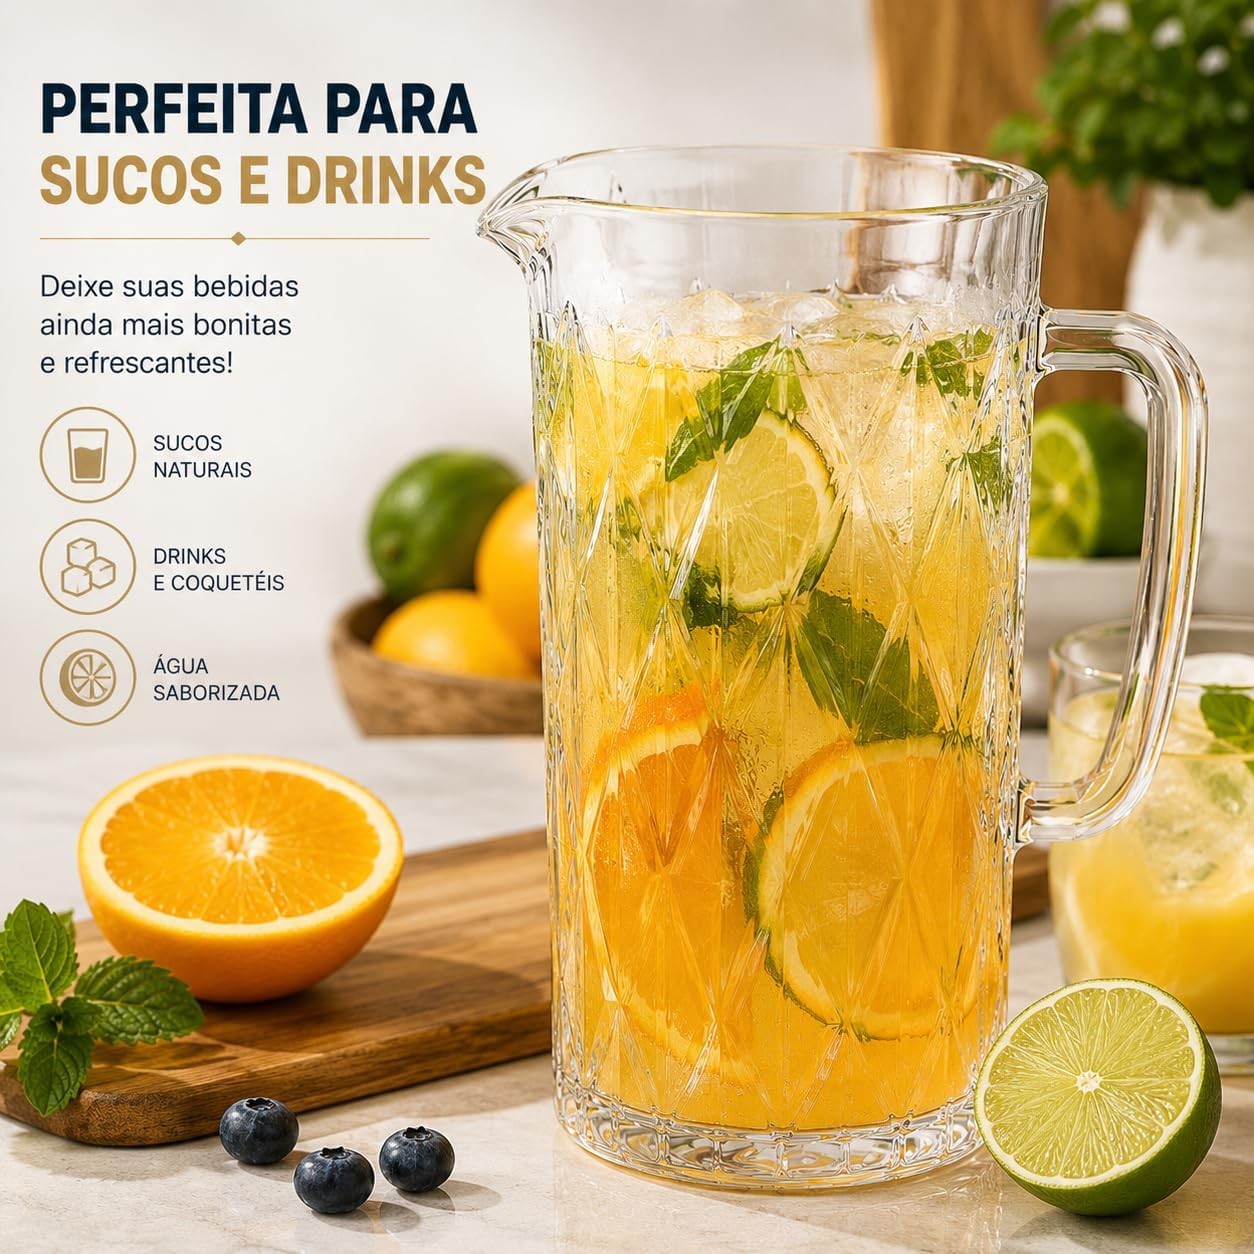 PERFEITA PARA
SUCOS E DRINKS
Deixe suas bebidas
ainda mais bonitas
e refrescantes!
SUCOS
NATURAIS
DRINKS
E COQUETÉIS
ÁGUA
SABORIZADA